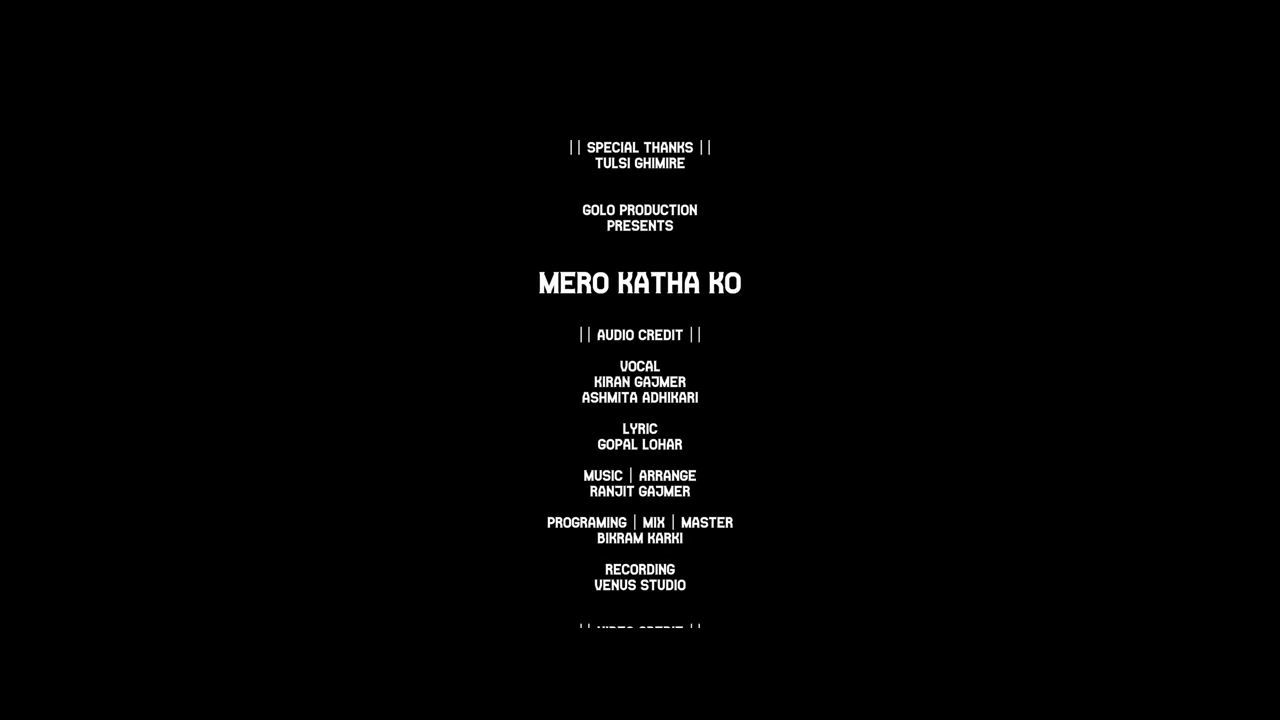 || SPECIAL THANKS ||
TULSI GHIMIRE
GOLO PRODUCTION
PRESENTS
MERO KATHA KO
|| AUDIO CREDIT ||
VOCAL
KIRAN GAJMER
ASHMITA ADHIKARI
LYRIC
GOPAL LOHAR
MUSIC | ARRANGE
RANJIT GAJMER
PROGRAMING | MIX | MASTER
BIKRAM KARKI
RECORDING
VENUS STUDIO